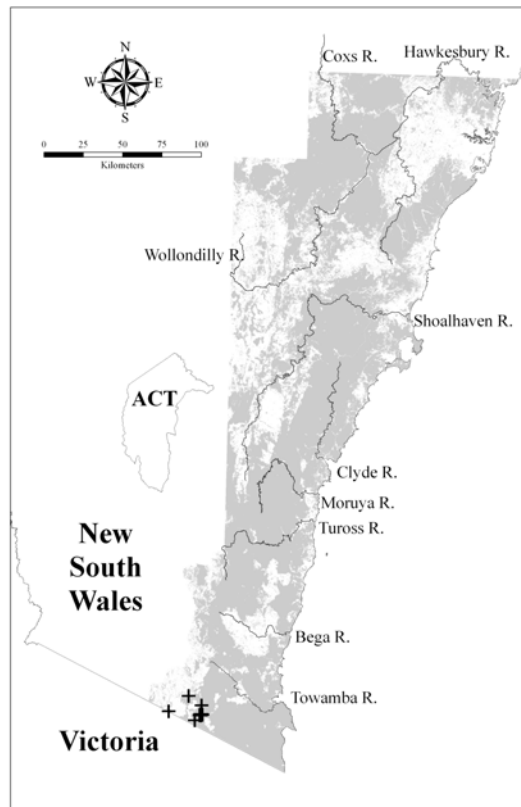 Coxs R.
Hawkesbury R.
N
W
E
S
0 25 50 75 100
Kilometers
Wollondilly R.
Shoalhaven R.
ACT
Clyde R.
Moruya R.
Tuross R.
New
South
Wales
Bega R.
Towamba R.
Victoria